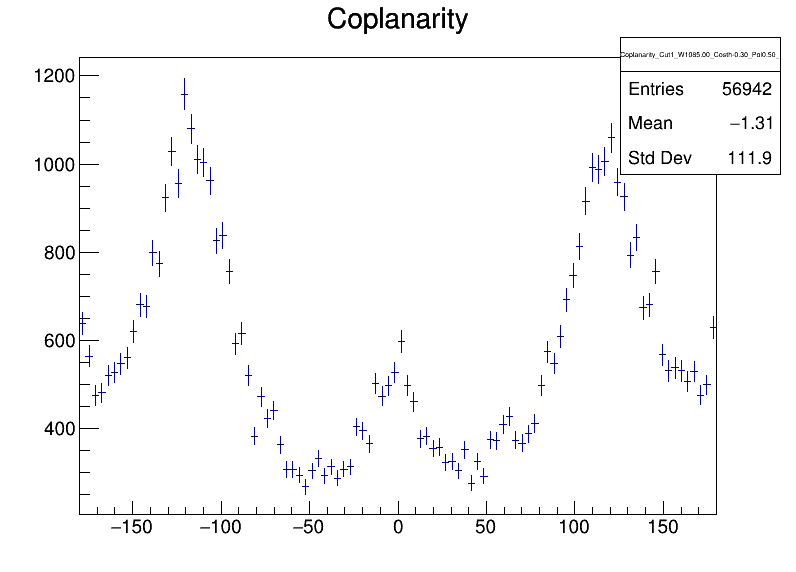 Coplanarity
Coplanarity_Cut1_W1085.00_Costh-0.30_Pol0.50_
Entries 56942
Mean −1.31
Std Dev 111.9
1200
1000
800
600
400
−150 −100 −50 0 50 100 150